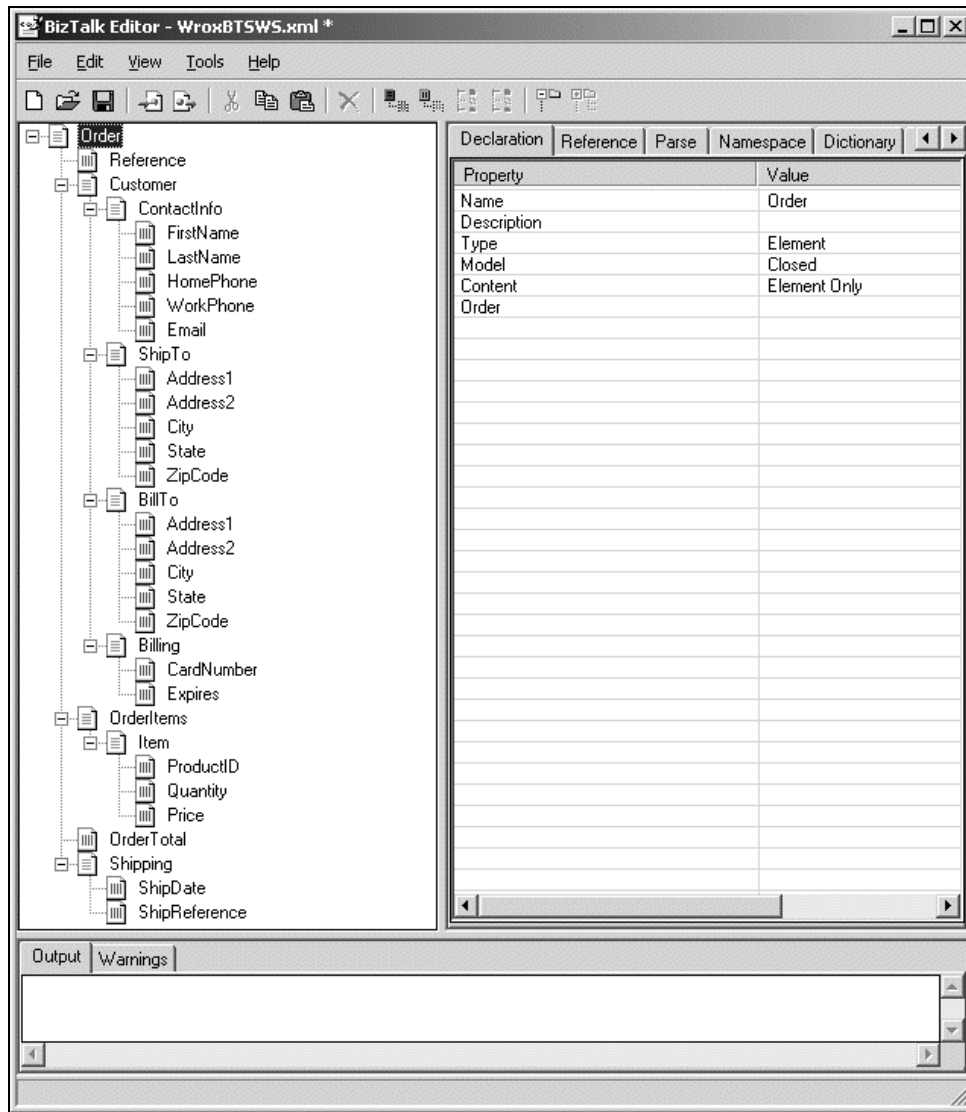 BizTalk Editor - WroxBTSWS.xml *
File Edit View Tools Help
Order
Reference
Customer
ContactInfo
FirstName
LastName
HomePhone
WorkPhone
Email
ShipTo
Address1
Address2
City
State
ZipCode
BillTo
Address1
Address2
City
State
ZipCode
Billing
CardNumber
Expires
OrderItems
Item
ProductID
Quantity
Price
OrderTotal
Shipping
ShipDate
ShipReference
Declaration Reference Parse Namespace Dictionary
Property Value
Name Order
Description
Type Element
Model Closed
Content Element Only
Order
Output Warnings